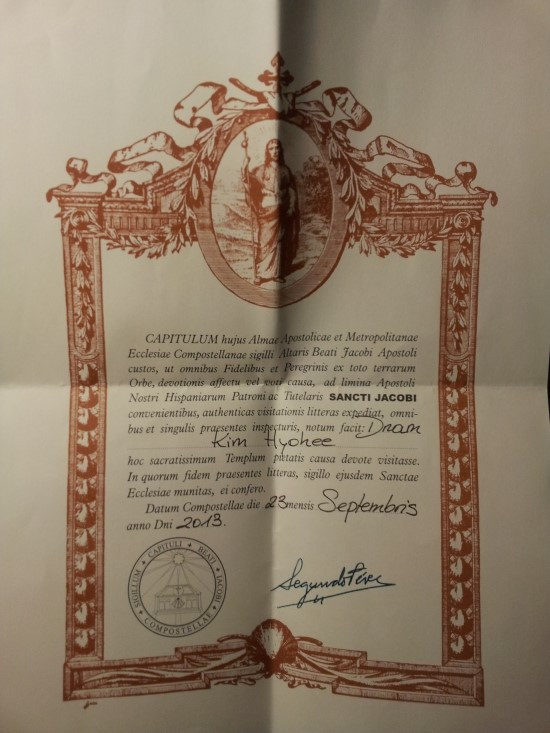 CAPITULUM hujus Almae Apostolicae et Metropolitanae
Ecclesiae Compostellanae sigilli Altaris Beati Jacobi Apostoli
custos, ut omnibus Fidelibus et Peregrinis ex toto terrarum
Orbe, devotionis affectu vel voti causa, ad limina Apostoli
Nostri Hispaniarum Patroni ac Tutelaris SANCTI JACOBI
convenientibus, authenticas visitationis litteras expediat, omni-
bus et singulis praesentes inspecturis, notum facit: Dnam
Kim Hyohee
hoc sacratissimum Templum pietatis causa devote visitasse.
In quorum fidem praesentes litteras, sigillo ejusdem Sanctae
Ecclesiae munitas, ei confero.
Datum Compostellae die 23 mensis Septembris
anno Dni 2013.
SIGILLUM CAPITULI BEATI JACOBI
COMPOSTELLAE
Segundo Pérez